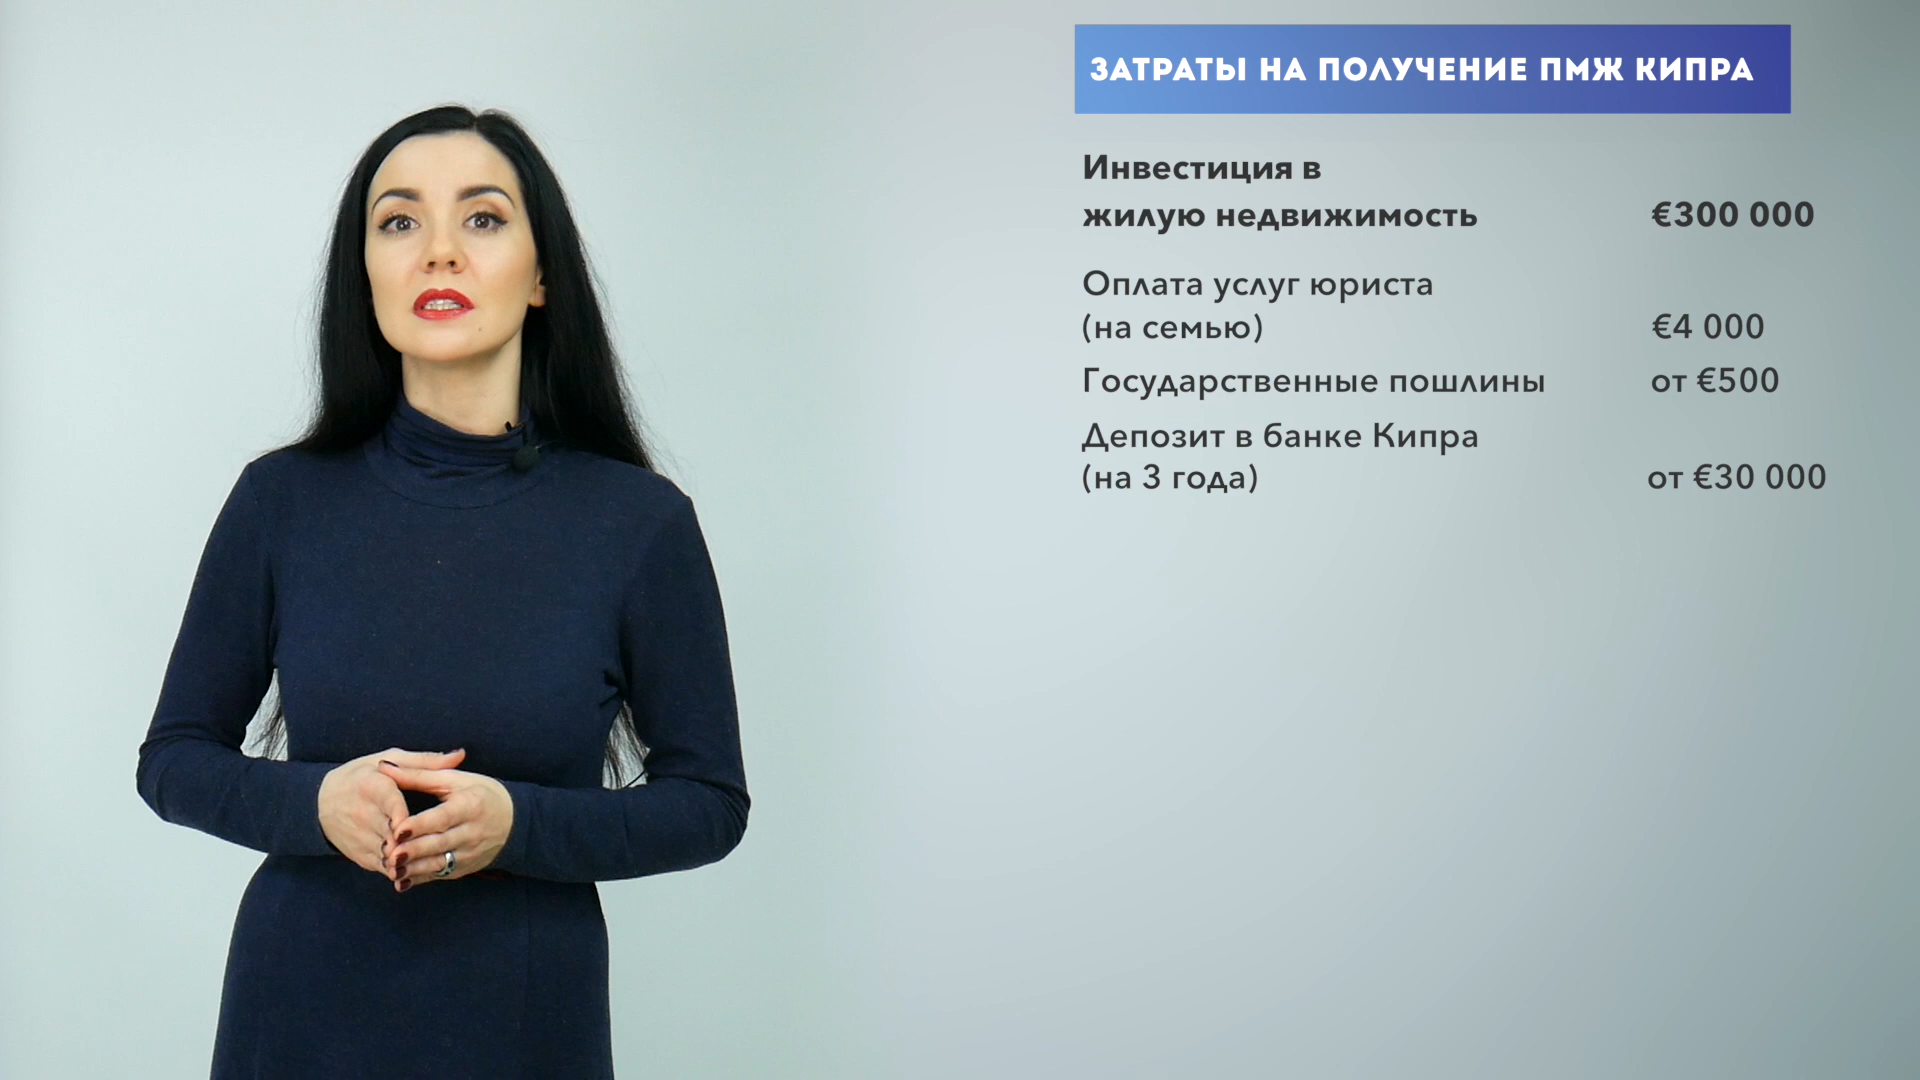 ЗАТРАТЫ НА ПОЛУЧЕНИЕ ПМЖ КИПРА
Инвестиция в
жилую недвижимость €300 000
Оплата услуг юриста
(на семью) €4 000
Государственные пошлины от €500
Депозит в банке Кипра
(на 3 года) от €30 000